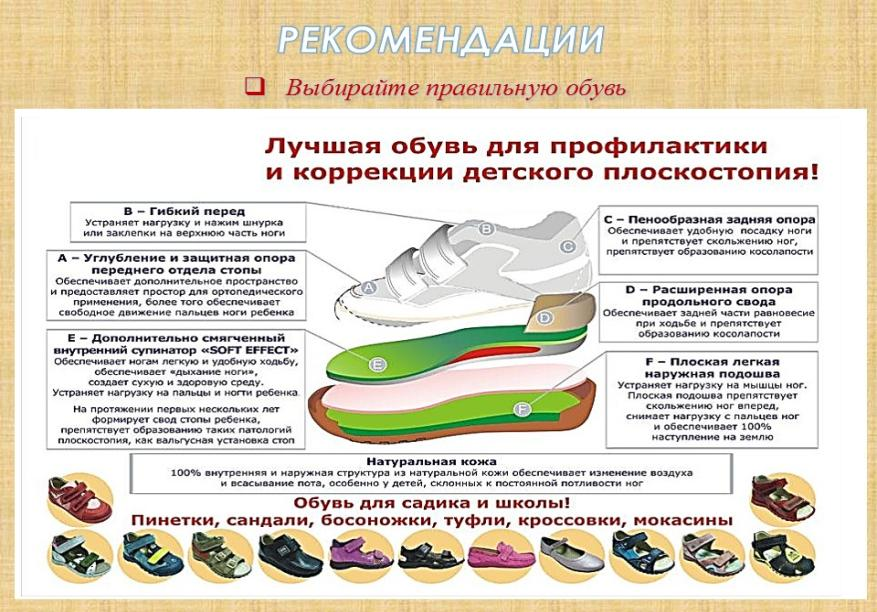 РЕКОМЕНДАЦИИ
Выбирайте правильную обувь
Лучшая обувь для профилактики
и коррекции детского плоскостопия!
B – Гибкий перед
Устраняет нагрузку и нажим шнурка
или заклепки на верхнюю часть ноги
A – Углубление и защитная опора
переднего отдела стопы
Обеспечивает дополнительное пространство
и предоставляет простор для ортопедического
применения, более того обеспечивает
свободное движение пальцев ноги ребенка
E – Дополнительно смягченный
внутренний супинатор «SOFT EFFECT»
Обеспечивает ногам легкую и удобную ходьбу,
обеспечивает «дыхание ноги»,
создает сухую и здоровую среду.
Устраняет нагрузку на пальцы и ногти ребенка
На протяжении первых нескольких лет
формирует свод стопы ребенка,
препятствует образованию таких патологий
плоскостопия, как вальгусная установка стоп
A
B
C
D
E
F
C – Пенообразная задняя опора
Обеспечивает удобную посадку ноги
и препятствует скольжению ног,
препятствует образованию косолапости
D – Расширенная опора
продольного свода
Обеспечивает задней части равновесие
при ходьбе и препятствует
образованию косолапости
F – Плоская легкая
наружная подошва
Устраняет нагрузку на мышцы ног.
Плоская подошва препятствует
скольжению ног вперед,
снимает нагрузку с пальцев ног
и обеспечивает 100%
наступление на землю
Натуральная кожа
100% внутренняя и наружная структура из натуральной кожи обеспечивает изменение воздуха
и всасывание пота, особенно у детей, склонных к постоянной потливости ног
Обувь для садика и школы!
Пинетки, сандали, босоножки, туфли, кроссовки, мокасины